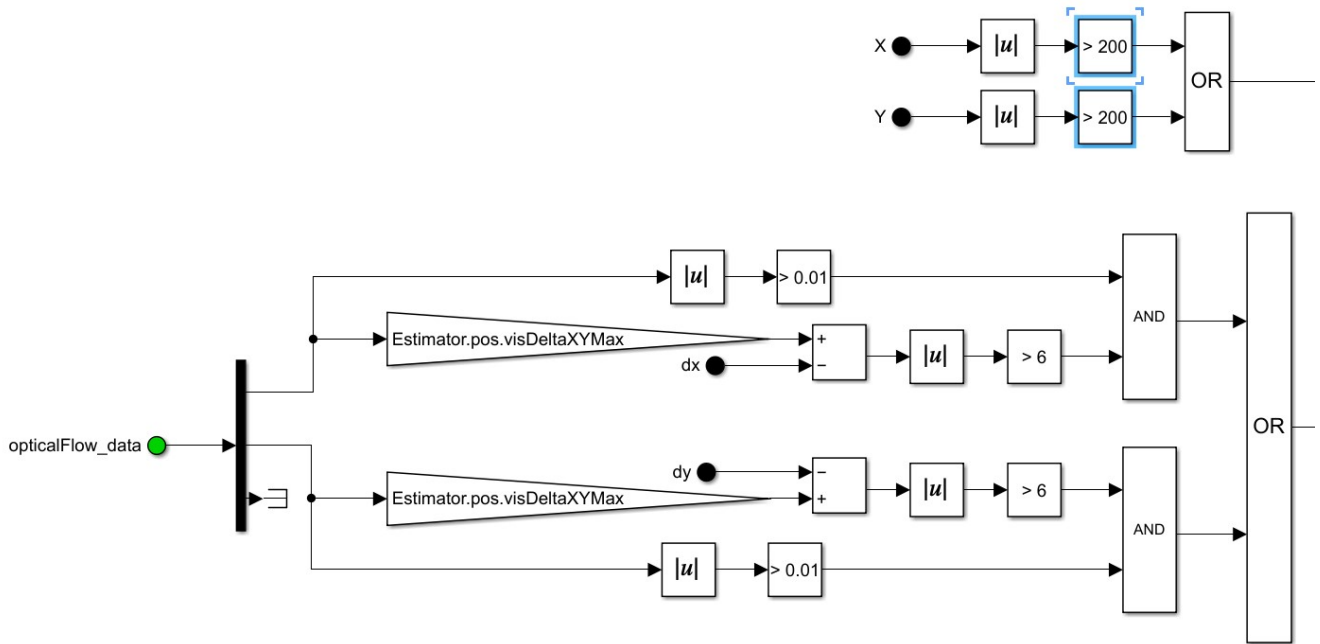 X
|u|
> 200
OR
Y
|u|
> 200
|u|
> 0.01
AND
Estimator.pos.visDeltaXYMax
+
−
dx
|u|
> 6
opticalFlow_data
OR
dy
−
+
Estimator.pos.visDeltaXYMax
|u|
> 6
AND
|u|
> 0.01